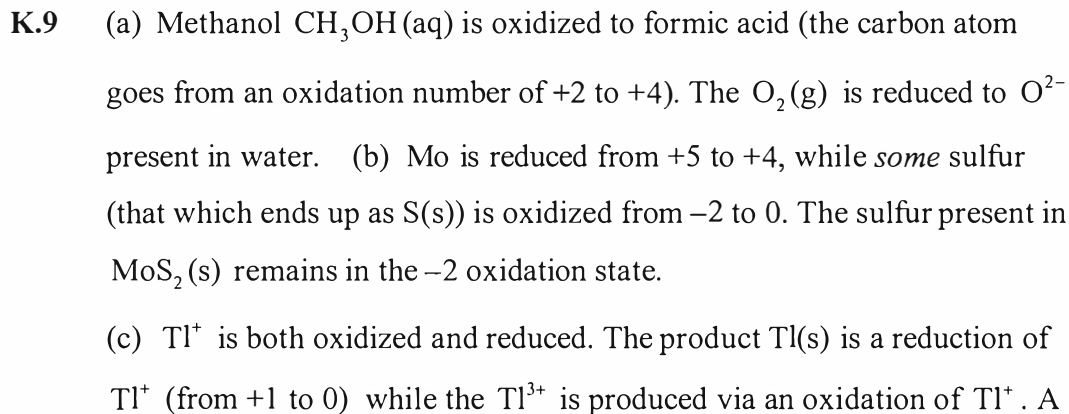 K.9 (a) Methanol CH₃OH (aq) is oxidized to formic acid (the carbon atom
goes from an oxidation number of +2 to +4). The O₂ (g) is reduced to O²⁻
present in water. (b) Mo is reduced from +5 to +4, while some sulfur
(that which ends up as S(s)) is oxidized from –2 to 0. The sulfur present in
MoS₂ (s) remains in the –2 oxidation state.
(c) Tl⁺ is both oxidized and reduced. The product Tl(s) is a reduction of
Tl⁺ (from +1 to 0) while the Tl³⁺ is produced via an oxidation of Tl⁺. A